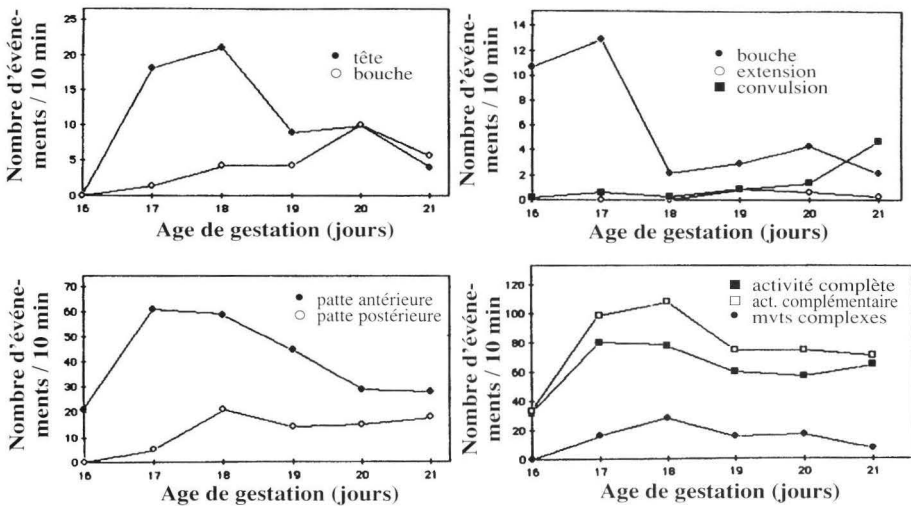 Nombre d'événe-
ments / 10 min
25
20
15
10
5
0
tête
bouche
16 17 18 19 20 21
Age de gestation (jours)
Nombre d'événe-
ments / 10 min
14
12
10
8
6
4
2
0
bouche
extension
convulsion
16 17 18 19 20 21
Age de gestation (jours)
Nombre d'événe-
ments / 10 min
70
60
50
40
30
20
10
0
patte antérieure
patte postérieure
16 17 18 19 20 21
Age de gestation (jours)
Nombre d'événe-
ments / 10 min
120
100
80
60
40
20
0
activité complète
act. complémentaire
mvts complexes
16 17 18 19 20 21
Age de gestation (jours)